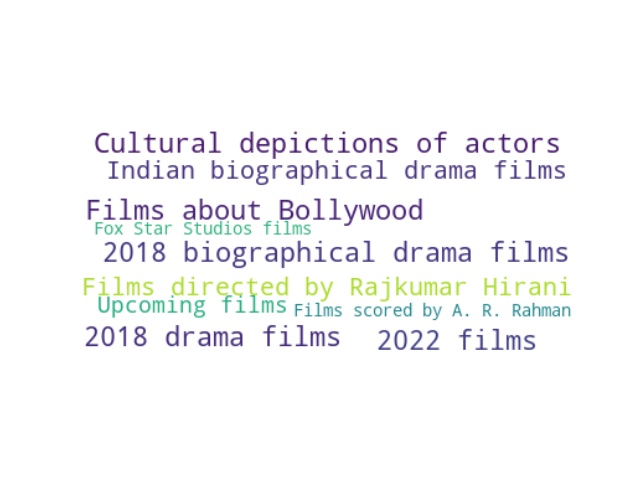 Cultural depictions of actors
Indian biographical drama films
Films about Bollywood
Fox Star Studios films
2018 biographical drama films
Films directed by Rajkumar Hirani
Upcoming films
Films scored by A. R. Rahman
2018 drama films
2022 films